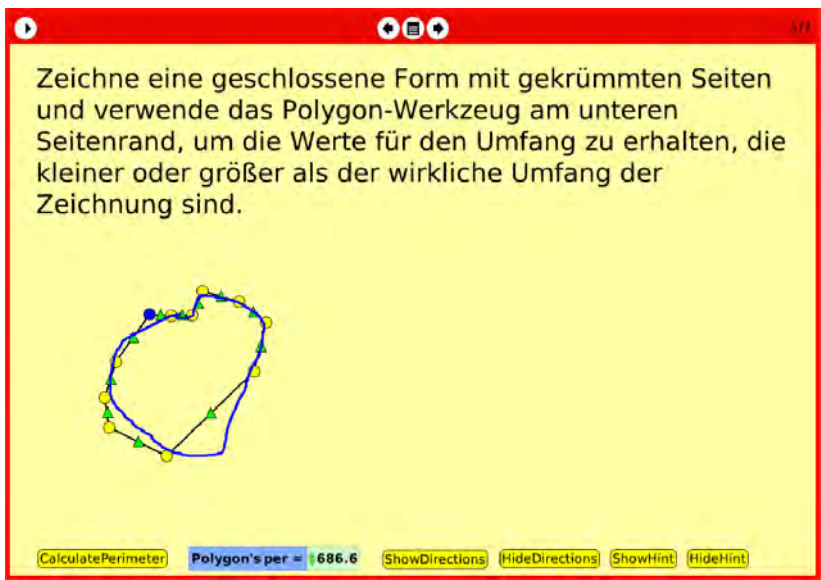 Zeichne eine geschlossene Form mit gekrümmten Seiten
und verwende das Polygon-Werkzeug am unteren
Seitenrand, um die Werte für den Umfang zu erhalten, die
kleiner oder größer als der wirkliche Umfang der
Zeichnung sind.
CalculatePerimeter Polygon's per = 686.6 ShowDirections HideDirections ShowHint HideHint